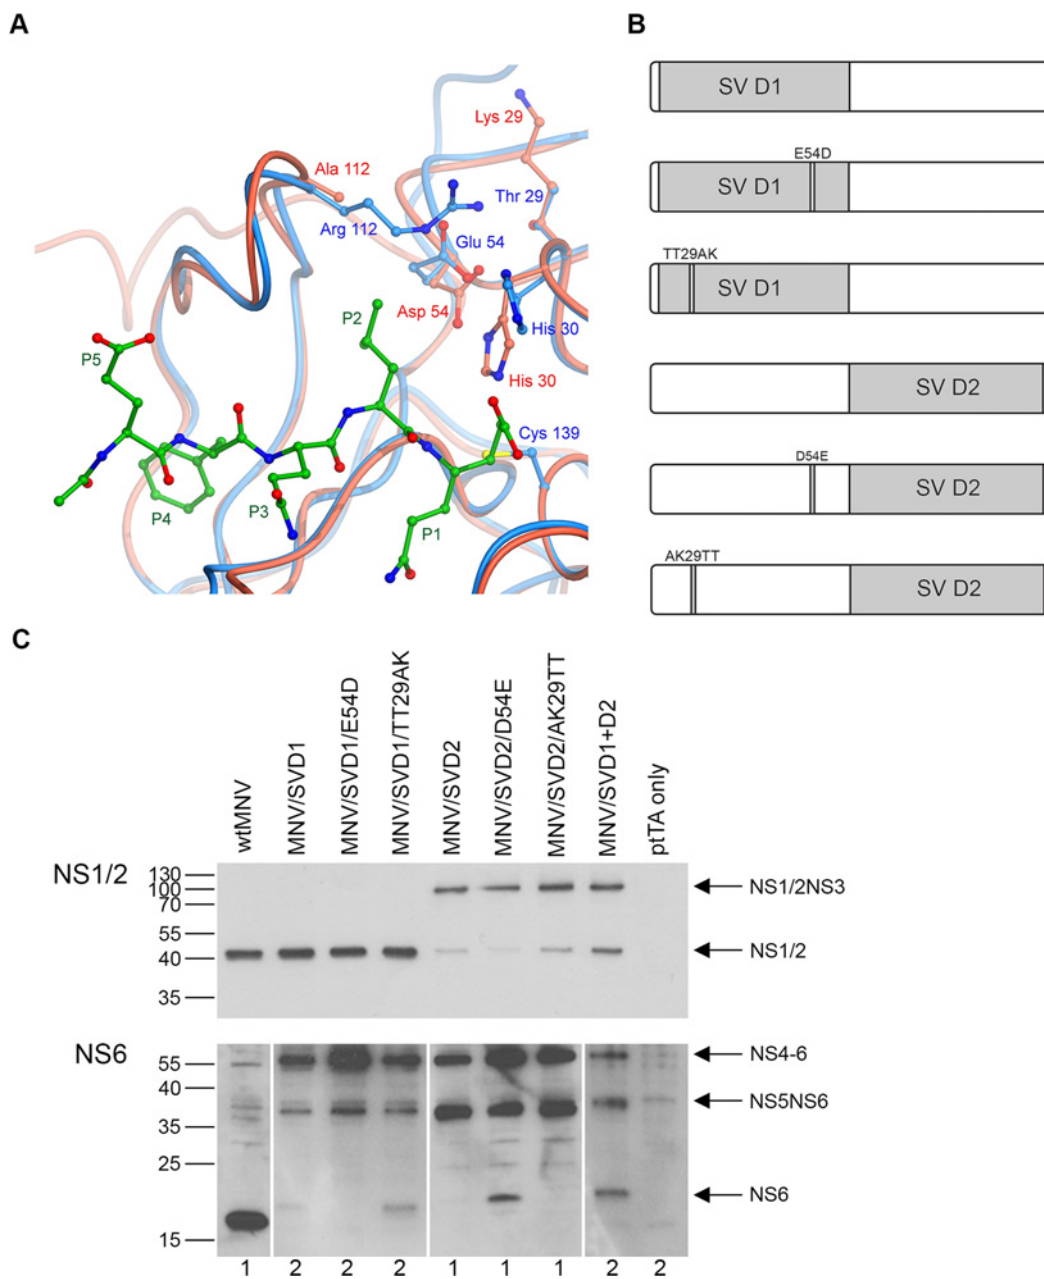 A
Lys 29
Ala 112
Thr 29
Arg 112
Glu 54
Asp 54
P2
His 30
P5
His 30
Cys 139
P4
P3
P1
B
SV D1
E54D
SV D1
TT29AK
SV D1
SV D2
D54E
SV D2
AK29TT
SV D2
C
wtMNV
MNV/SVD1
MNV/SVD1/E54D
MNV/SVD1/TT29AK
MNV/SVD2
MNV/SVD2/D54E
MNV/SVD2/AK29TT
MNV/SVD1+D2
ptTA only
NS1/2
130
100
70
55
40
35
NS1/2NS3
NS1/2
NS6
55
40
35
25
15
NS4-6
NS5NS6
NS6
1 2 2 2 1 1 1 2 2